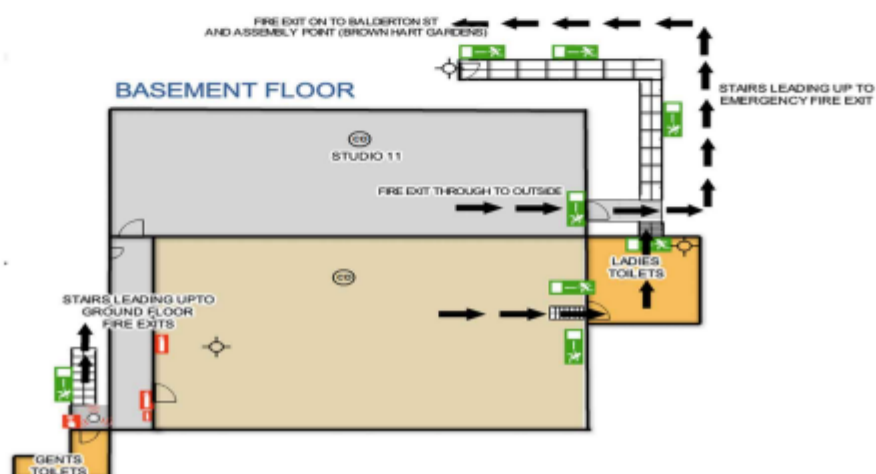 FIRE EXIT ON TO BALDERTON ST
AND ASSEMBLY POINT (BROWN HART GARDENS)
BASEMENT FLOOR
STAIRS LEADING UP TO
EMERGENCY FIRE EXIT
STUDIO 11
FIRE EXIT THROUGH TO OUTSIDE
LADIES
TOILETS
STAIRS LEADING UPTO
GROUND FLOOR
FIRE EXITS
GENTS
TOILETS